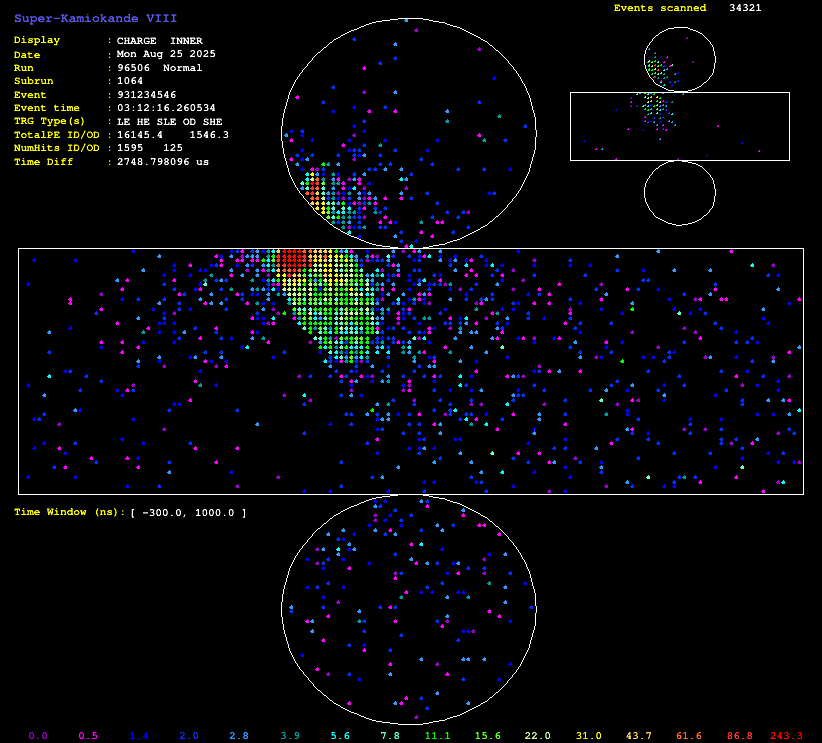 Super-Kamiokande VIII
Events scanned 34321
Display : CHARGE INNER
Date : Mon Aug 25 2025
Run : 96506 Normal
Subrun : 1064
Event : 931234546
Event time : 03:12:16.260534
TRG Type(s) : LE HE SLE OD SHE
TotalPE ID/OD : 16145.4 1546.3
NumHits ID/OD : 1595 125
Time Diff : 2748.798096 us
Time Window (ns): [ -300.0, 1000.0 ]
0.0 0.5 1.4 2.0 2.8 3.9 5.6 7.8 11.1 15.6 22.0 31.0 43.7 61.6 86.8 243.3